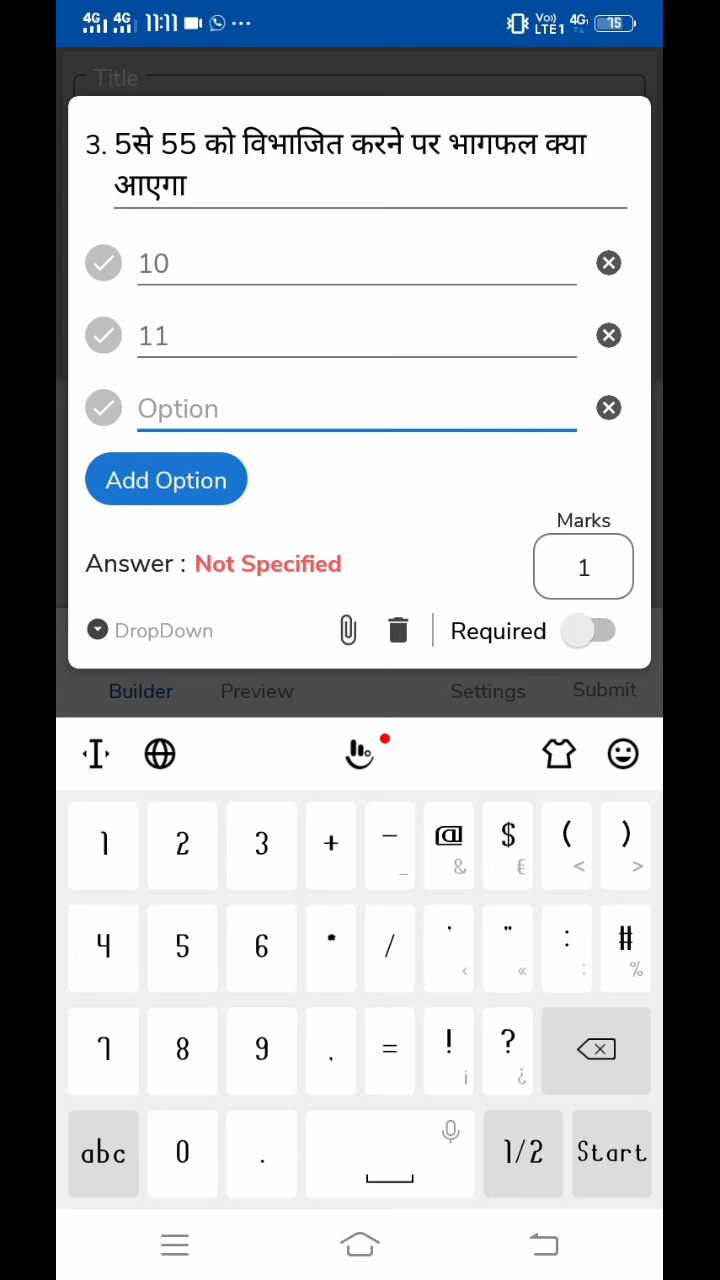 4G 4G 11:11 ... Vo) LTE1 4G 75
Title
3. 5से 55 को विभाजित करने पर भागफल क्या
आएगा
10
11
Option
Add Option
Marks
Answer : Not Specified 1
DropDown Required
Builder Preview Settings Submit
1 2 3 + - _ @ & $ € ( < ) >
4 5 6 * / ' ‹ " « : : # %
7 8 9 , = ! ¡ ? ¿
abc 0 . 1/2 Start